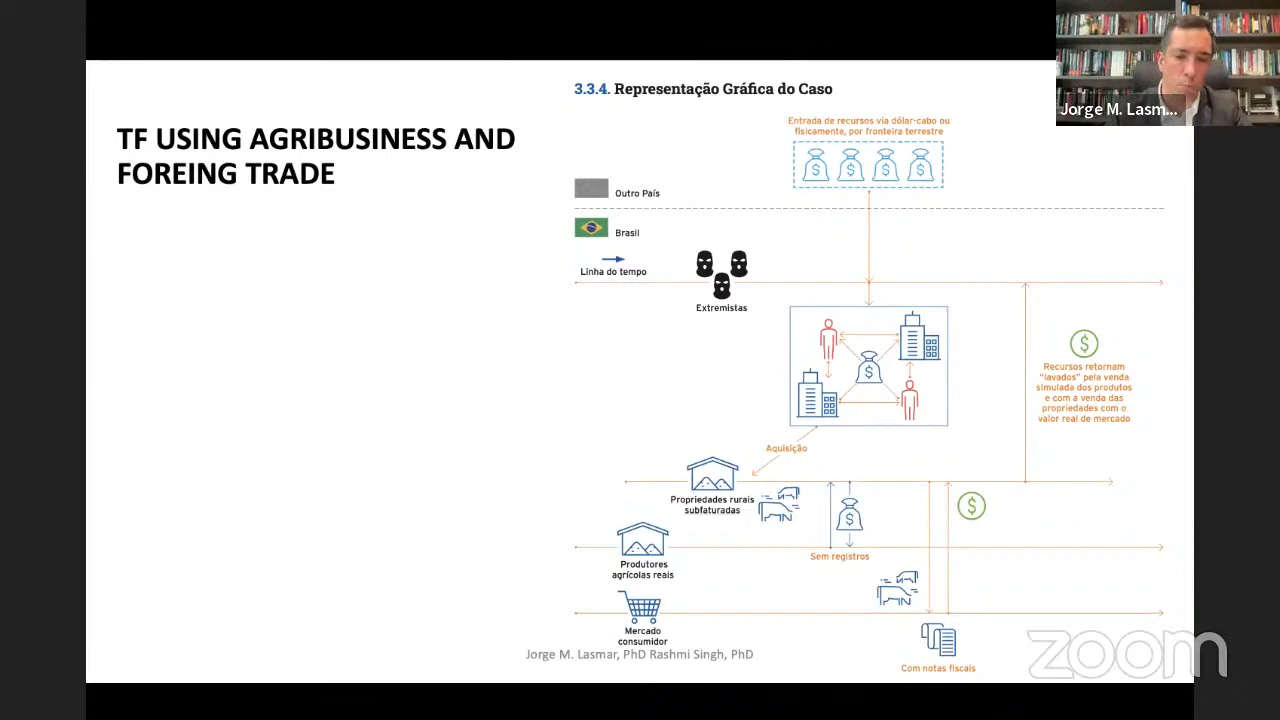 TF USING AGRIBUSINESS AND
FOREING TRADE
3.3.4. Representação Gráfica do Caso
Jorge M. Lasm...
Entrada de recursos via dólar-cabo ou
fisicamente, por fronteira terrestre
Outro País
Brasil
Linha do tempo
Extremistas
Recursos retornam
“lavados” pela venda
simulada dos produtos
e com a venda das
propriedades com o
valor real de mercado
Aquisição
Propriedades rurais
subfaturadas
Sem registros
Produtores
agrícolas reais
Mercado
consumidor
Com notas fiscais
Jorge M. Lasmar, PhD Rashmi Singh, PhD
zoom